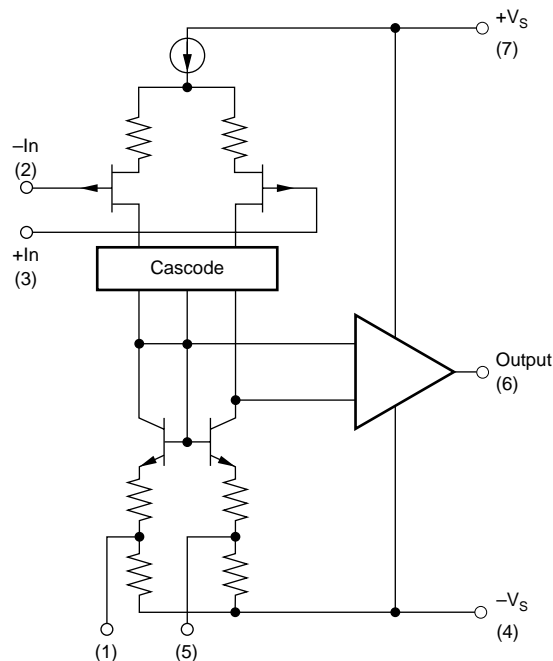 +VS
(7)
–In
(2)
+In
(3)
Cascode
Output
(6)
–VS
(4)
(1)
(5)